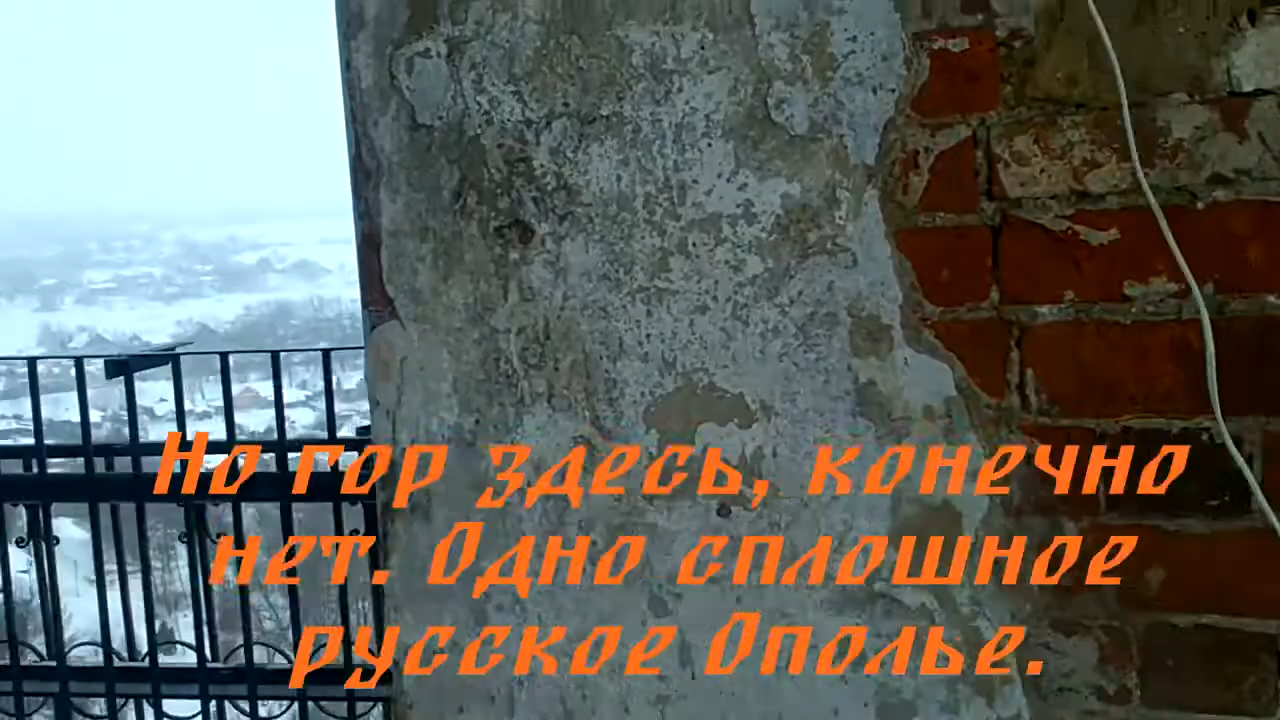 Но гор здесь, конечно
нет. Одно сплошное
русское Ополье.